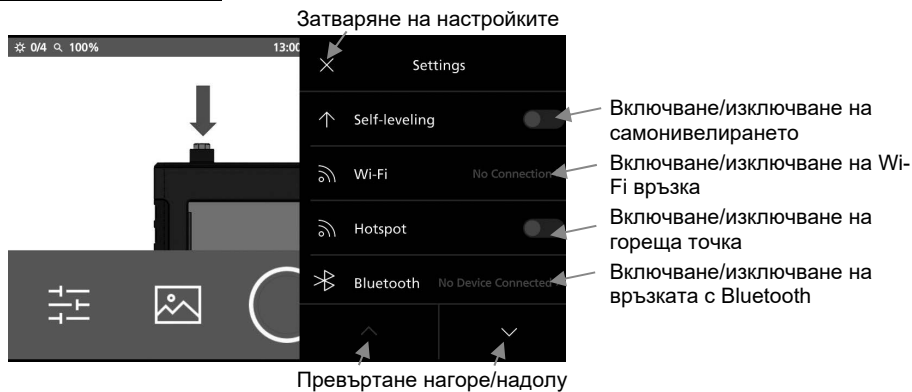 Затваряне на настройките
0/4 100% 13:00
Settings
Self-leveling
Включване/изключване на
самонивелирането
Wi-Fi No Connection
Включване/изключване на Wi-
Fi връзка
Hotspot
Включване/изключване на
гореща точка
Bluetooth No Device Connected
Включване/изключване на
връзката с Bluetooth
Превъртане нагоре/надолу